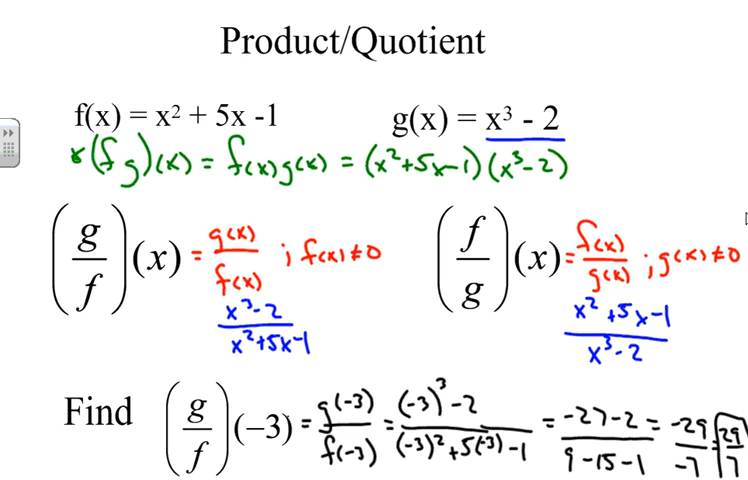 Product/Quotient
f(x) = x² + 5x -1 g(x) = x³ - 2
*(fg)(x) = f(x)g(x) = (x²+5x-1)(x³-2)
(g/f)(x) = g(x)/f(x) ; f(x)≠0 (f/g)(x) = f(x)/g(x) ; g(x)≠0
x³-2/x²+5x-1 x²+5x-1/x³-2
Find (g/f)(−3) = g(-3)/f(-3) = (-3)³-2/(-3)²+5(-3)-1 = -27-2/9-15-1 = -29/-7 = 29/7